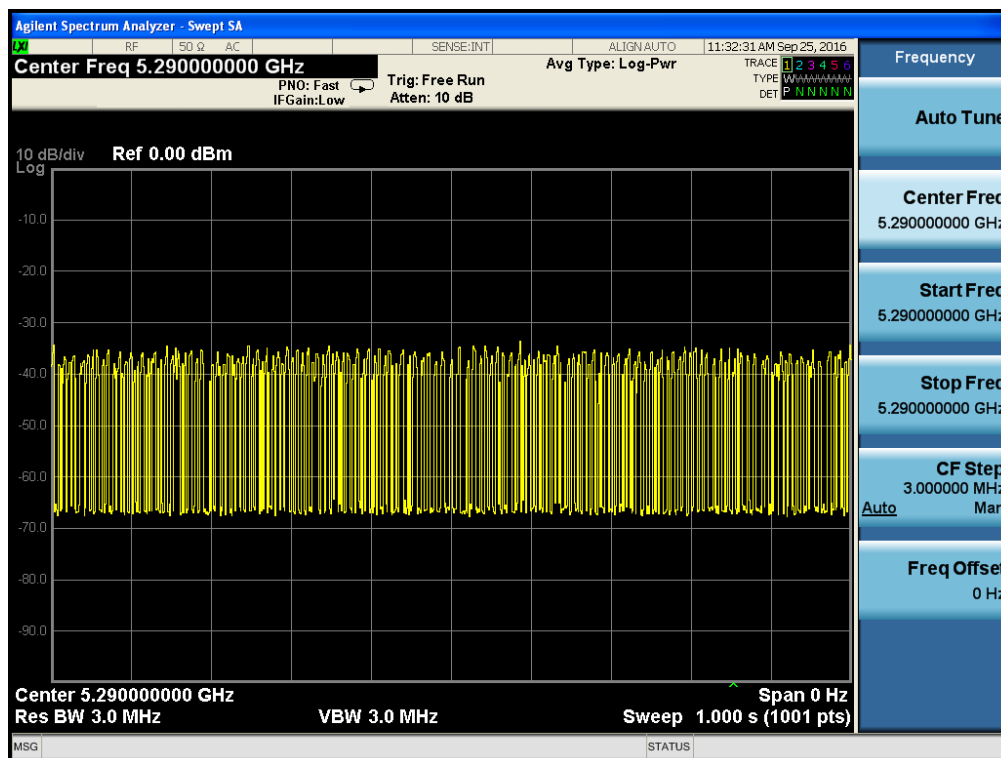 Agilent Spectrum Analyzer - Swept SA
LXI RF 50 Ω AC SENSE:INT ALIGN AUTO 11:32:31 AM Sep 25, 2016
Center Freq 5.290000000 GHz
PNO: Fast
IFGain:Low
Trig: Free Run
Atten: 10 dB
Avg Type: Log-Pwr
TRACE 1 2 3 4 5 6
TYPE W
DET P N N N N N
10 dB/div Ref 0.00 dBm
Log
-10.0
-20.0
-30.0
-40.0
-50.0
-60.0
-70.0
-80.0
-90.0
Center 5.290000000 GHz Span 0 Hz
Res BW 3.0 MHz VBW 3.0 MHz Sweep 1.000 s (1001 pts)
MSG STATUS
Frequency
Auto Tune
Center Freq
5.290000000 GHz
Start Freq
5.290000000 GHz
Stop Freq
5.290000000 GHz
CF Step
3.000000 MHz
Auto Man
Freq Offset
0 Hz